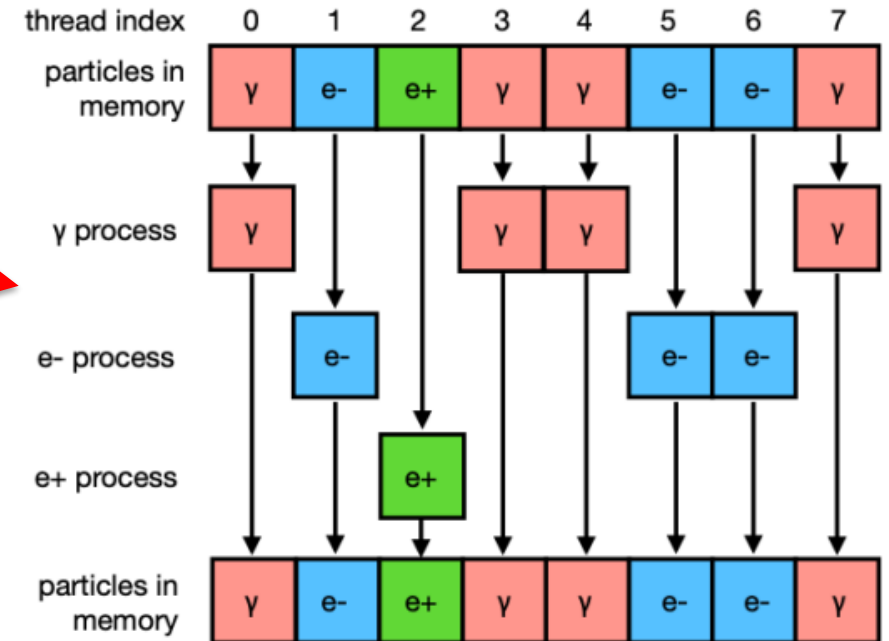 thread index 0 1 2 3 4 5 6 7
particles in
memory
γ e- e+ γ γ e- e- γ
γ process
γ γ γ γ
e- process
e- e- e-
e+ process
e+
particles in
memory
γ e- e+ γ γ e- e- γ